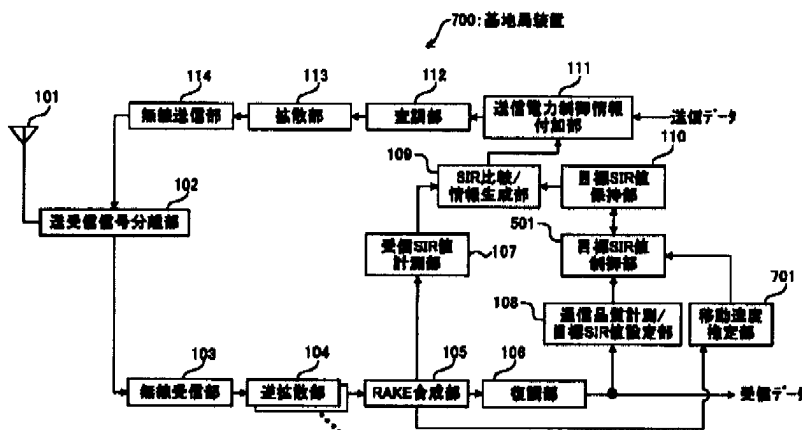 700:基地局装置
114
113
112
111
101
無線送信部
拡散部
変調部
送信電力制御情報
付加部
送信データ
109
110
SIR比較/
情報生成部
目標SIR値
保持部
102
送受信信号分離部
501
受信SIR値
計測部
107
目標SIR値
制御部
108
701
通信品質計測/
目標SIR値設定部
移動速度
推定部
103
104
105
106
無線受信部
逆拡散部
RAKE合成部
復調部
受信データ